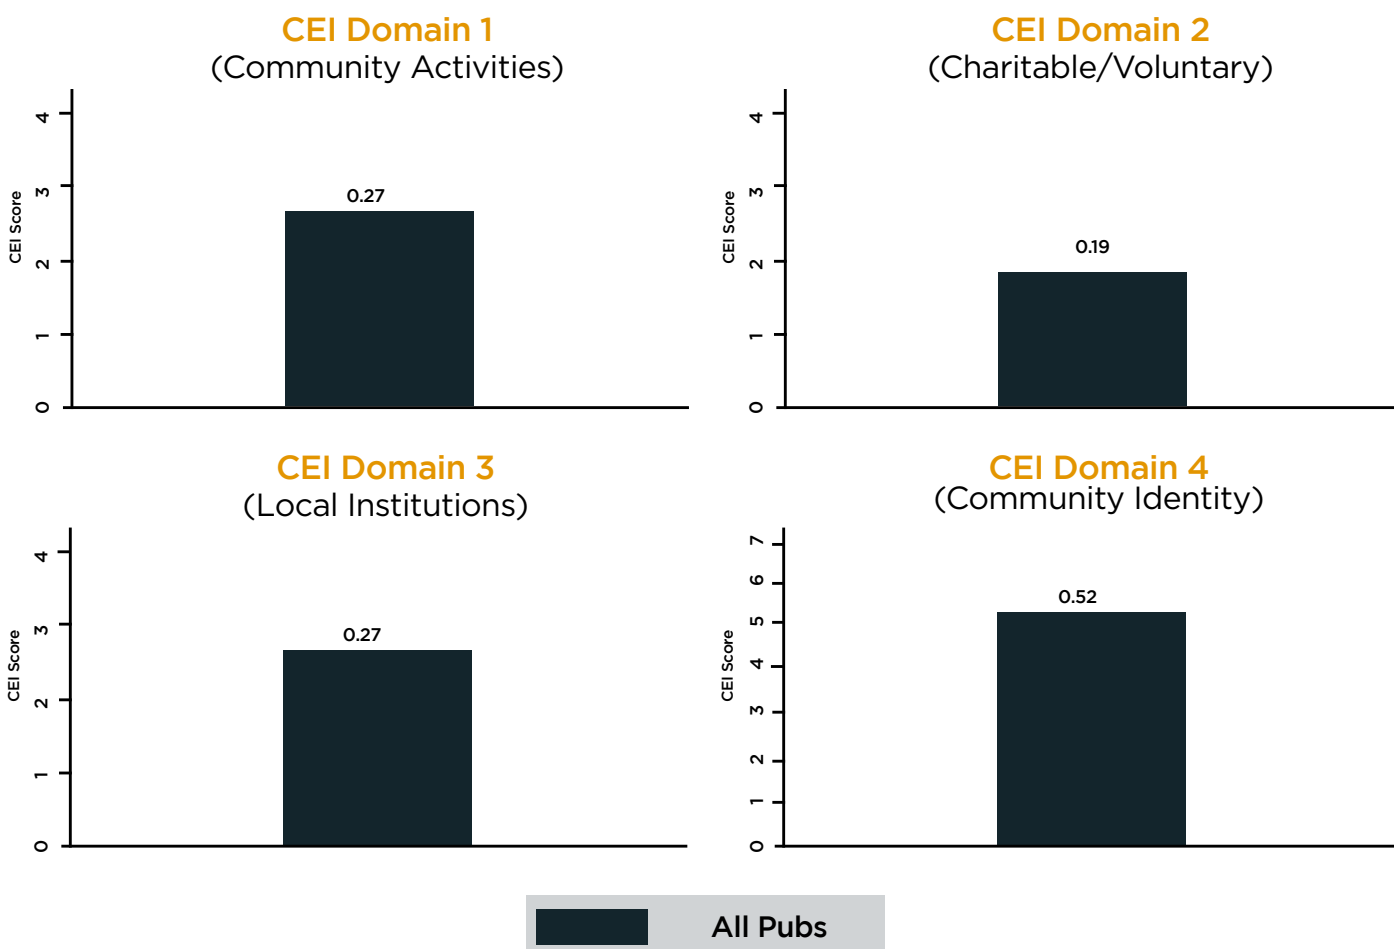 CEI Domain 1
(Community Activities)
4
3
2
1
0
CEI Score
0.27
CEI Domain 2
(Charitable/Voluntary)
4
3
2
1
0
CEI Score
0.19
CEI Domain 3
(Local Institutions)
4
3
2
1
0
CEI Score
0.27
CEI Domain 4
(Community Identity)
7
6
5
4
3
2
1
0
CEI Score
0.52
All Pubs